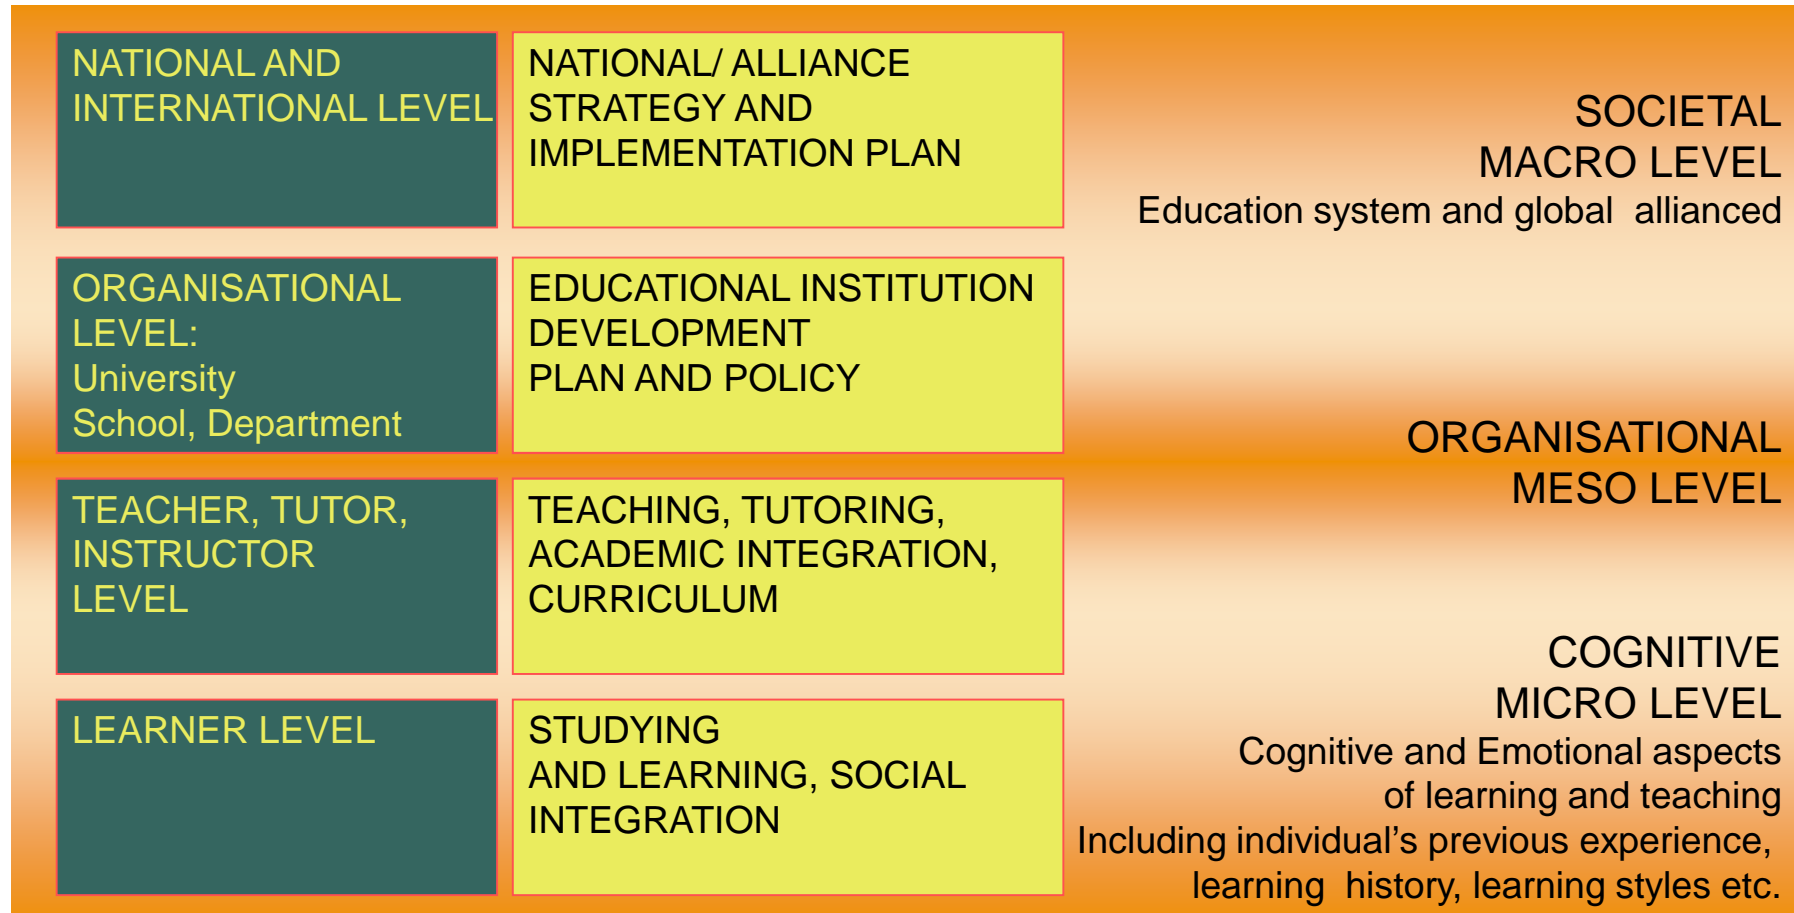 NATIONAL AND
INTERNATIONAL LEVEL
NATIONAL/ ALLIANCE
STRATEGY AND
IMPLEMENTATION PLAN
SOCIETAL
MACRO LEVEL
Education system and global  allianced
ORGANISATIONAL
LEVEL:
University
School, Department
EDUCATIONAL INSTITUTION
DEVELOPMENT
PLAN AND POLICY
ORGANISATIONAL
MESO LEVEL
TEACHER, TUTOR,
INSTRUCTOR
LEVEL
TEACHING, TUTORING,
ACADEMIC INTEGRATION,
CURRICULUM
LEARNER LEVEL
STUDYING
AND LEARNING, SOCIAL
INTEGRATION
COGNITIVE
MICRO LEVEL
Cognitive and Emotional aspects
of learning and teaching
Including individual’s previous experience,
learning  history, learning styles etc.